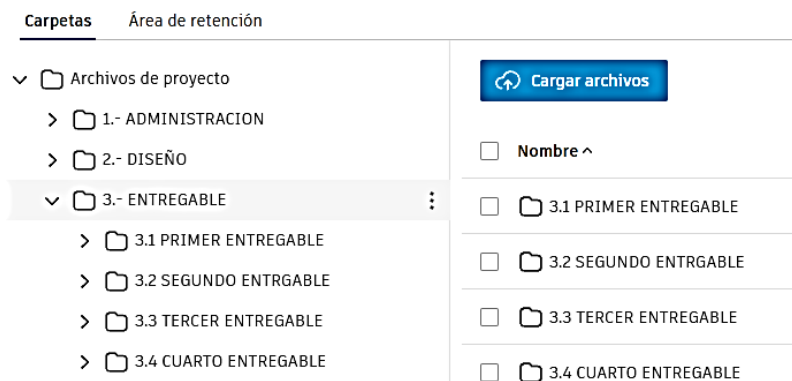 Carpetas Área de retención
Archivos de proyecto
1.- ADMINISTRACION
2.- DISEÑO
3.- ENTREGABLE
3.1 PRIMER ENTREGABLE
3.2 SEGUNDO ENTRGABLE
3.3 TERCER ENTREGABLE
3.4 CUARTO ENTREGABLE
Cargar archivos
Nombre
3.1 PRIMER ENTREGABLE
3.2 SEGUNDO ENTRGABLE
3.3 TERCER ENTREGABLE
3.4 CUARTO ENTREGABLE